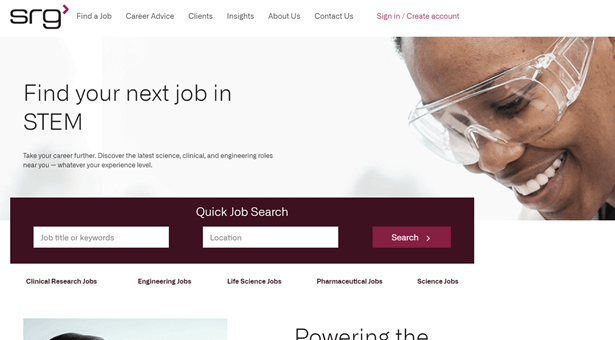 srg
Find a Job Career Advice Clients Insights About Us Contact Us Sign in / Create account
Find your next job in
STEM
Take your career further. Discover the latest science, clinical, and engineering roles
near you — whatever your experience level.
Quick Job Search
Job title or keywords Location Search
Clinical Research Jobs Engineering Jobs Life Science Jobs Pharmaceutical Jobs Science Jobs
Powering the